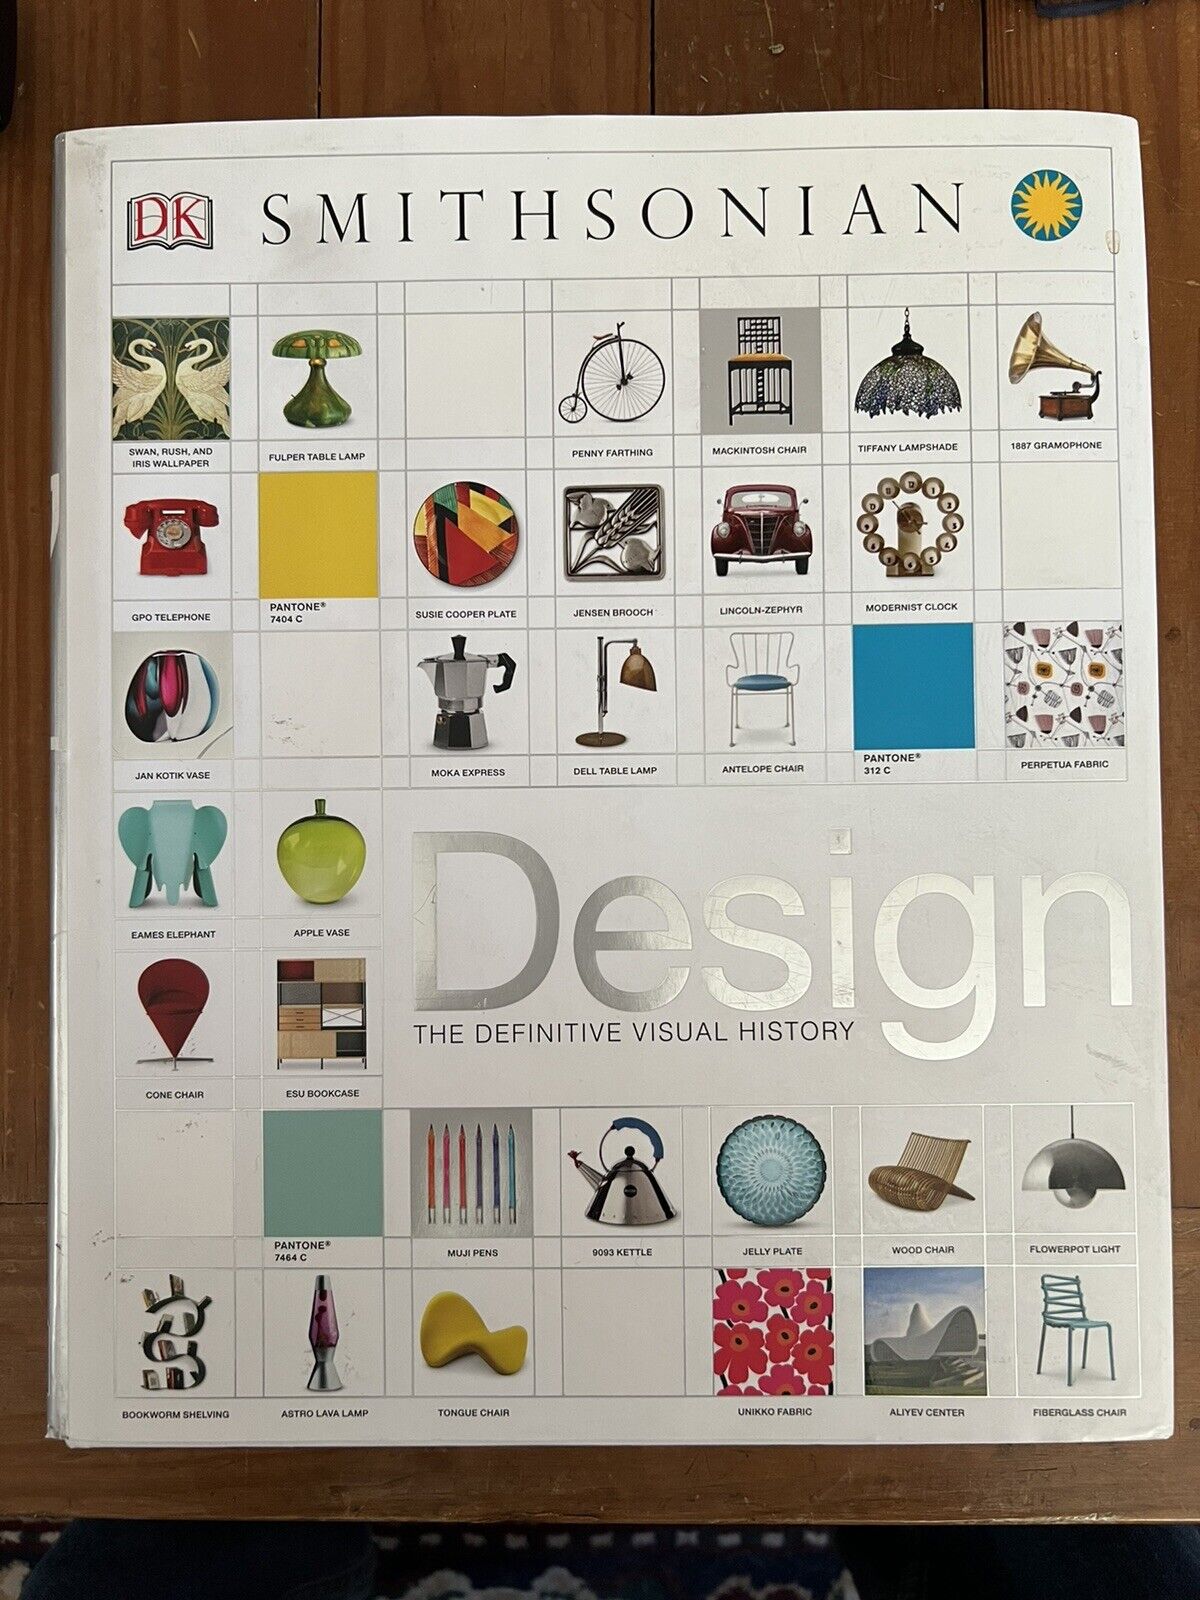 DK SMITHSONIAN
SWAN, RUSH, AND
IRIS WALLPAPER
FULPER TABLE LAMP
PENNY FARTHING
MACKINTOSH CHAIR
TIFFANY LAMPSHADE
1887 GRAMOPHONE
GPO TELEPHONE
PANTONE®
7404 C
SUSIE COOPER PLATE
JENSEN BROOCH
LINCOLN-ZEPHYR
MODERNIST CLOCK
JAN KOTIK VASE
MOKA EXPRESS
DELL TABLE LAMP
ANTELOPE CHAIR
PANTONE®
312 C
PERPETUA FABRIC
EAMES ELEPHANT
APPLE VASE
Design
THE DEFINITIVE VISUAL HISTORY
CONE CHAIR
ESU BOOKCASE
PANTONE®
7464 C
MUJI PENS
9093 KETTLE
JELLY PLATE
WOOD CHAIR
FLOWERPOT LIGHT
BOOKWORM SHELVING
ASTRO LAVA LAMP
TONGUE CHAIR
UNIKKO FABRIC
ALIYEV CENTER
FIBERGLASS CHAIR